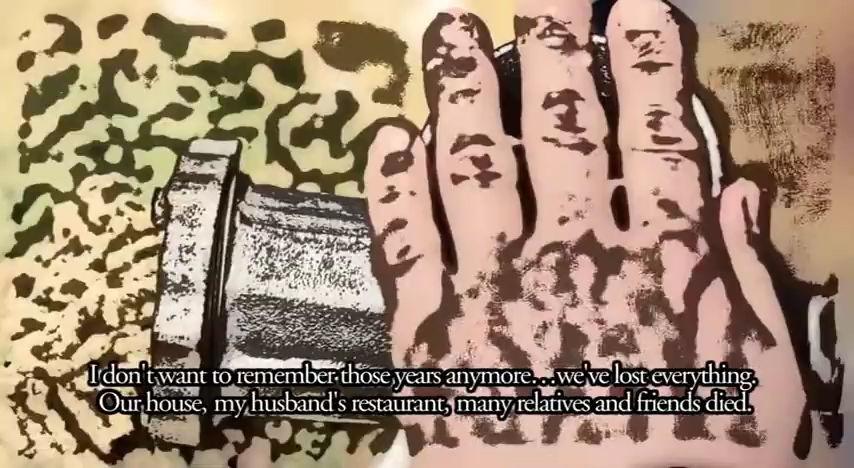 I don't want to remember those years anymore...we've lost everything.
Our house, my husband's restaurant, many relatives and friends died.